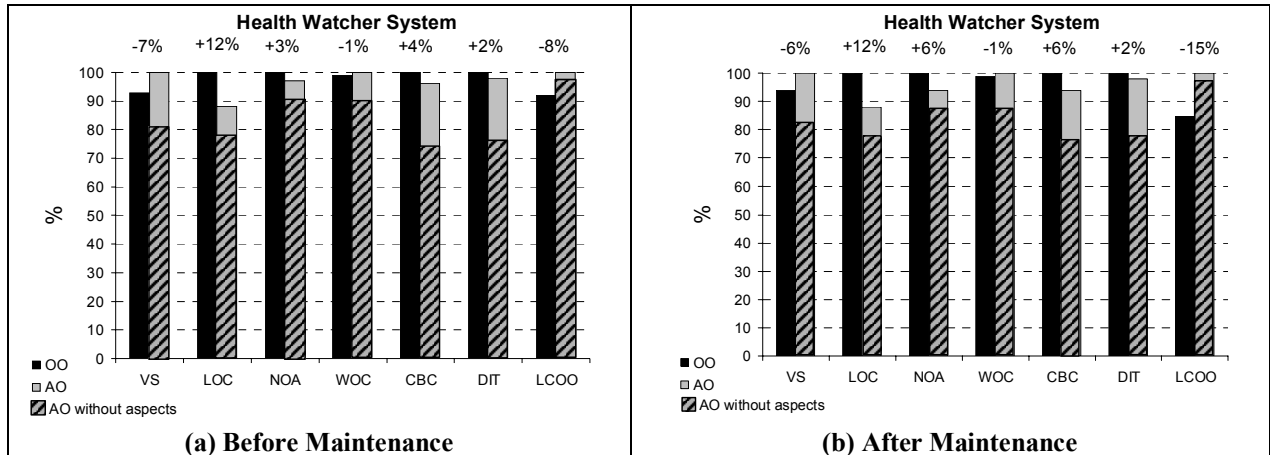 Health Watcher System
-7% +12% +3% -1% +4% +2% -8%
100
90
80
70
60
50
40
30
20
10
0
%
VS LOC NOA WOC CBC DIT LCOO
OO
AO
AO without aspects
(a) Before Maintenance
Health Watcher System
-6% +12% +6% -1% +6% +2% -15%
100
90
80
70
60
50
40
30
20
10
0
%
VS LOC NOA WOC CBC DIT LCOO
OO
AO
AO without aspects
(b) After Maintenance